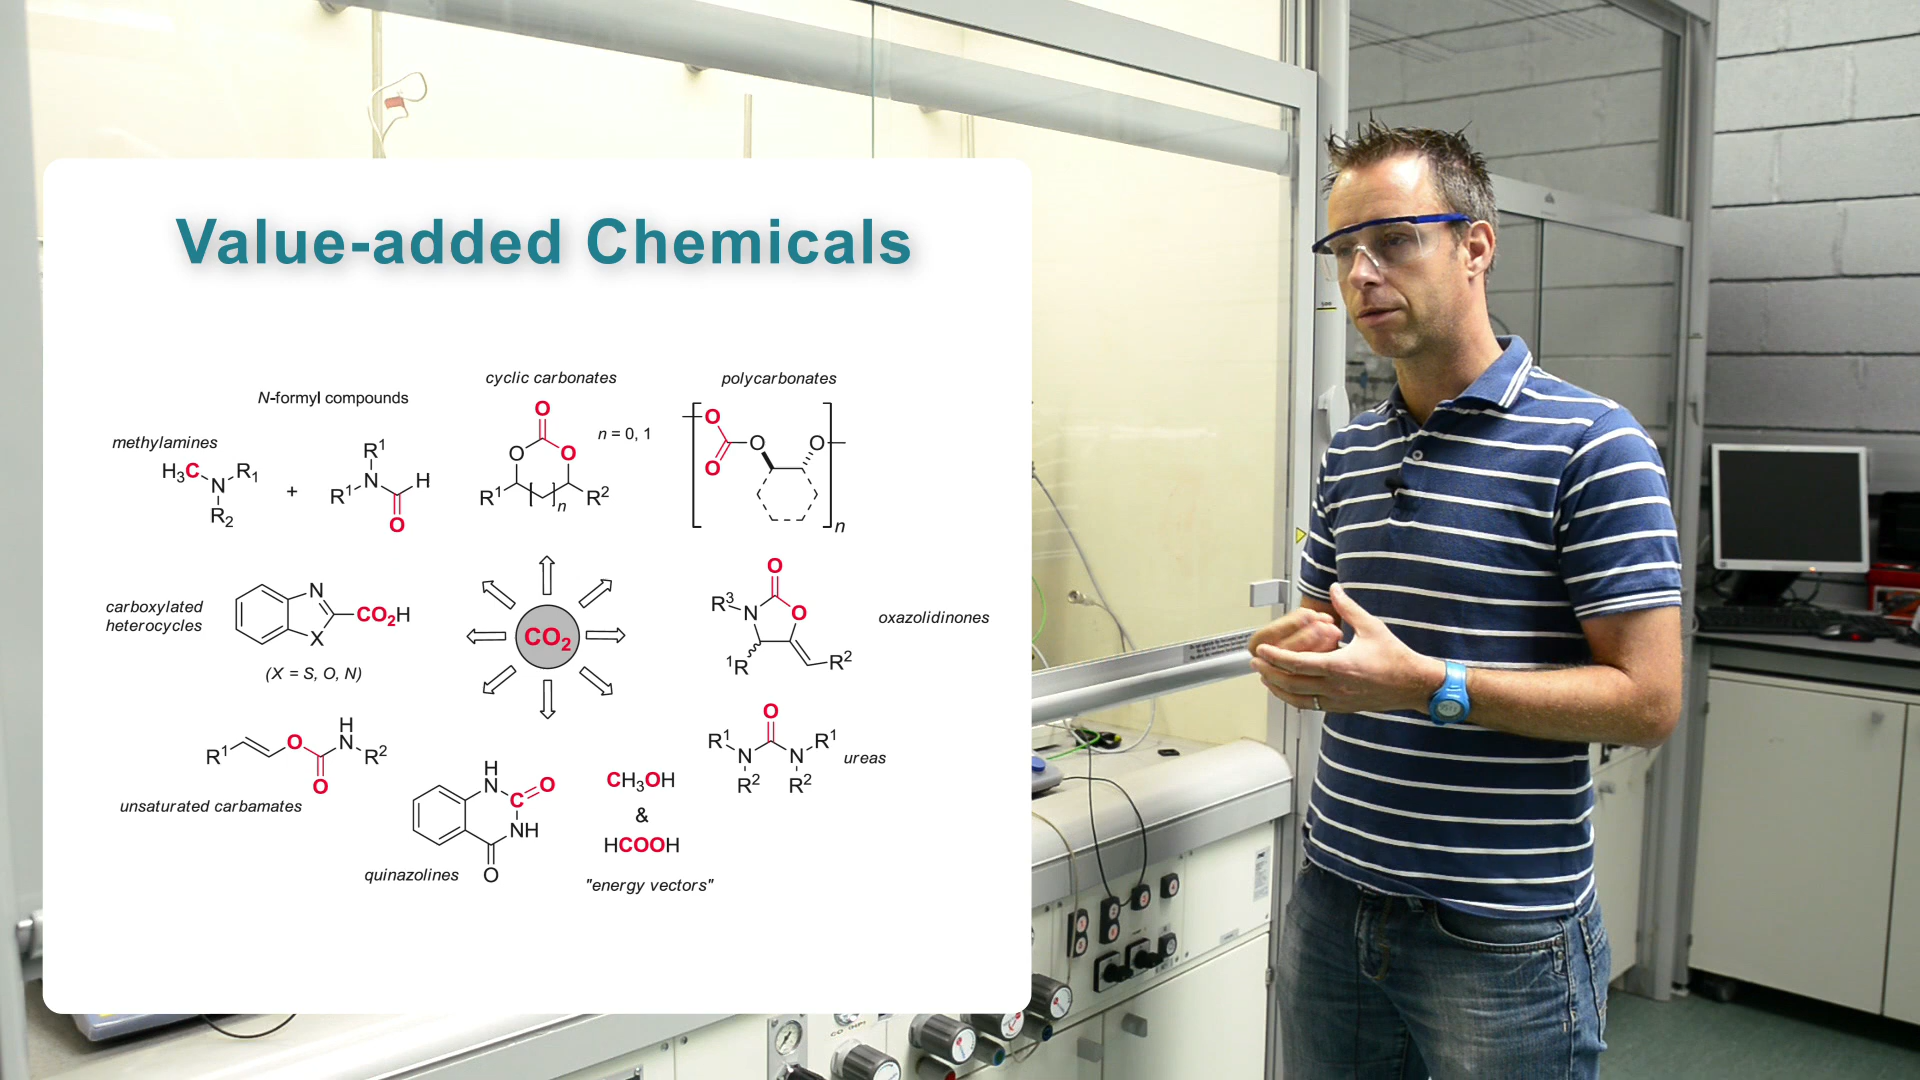 Value-added Chemicals
cyclic carbonates
polycarbonates
N-formyl compounds
methylamines
H₃C
N
R₁
R₂
+
R¹
R¹
N
H
O
O
O
O
R¹
R²
n
n = 0, 1
O
O
O
O
n
carboxylated
heterocycles
N
X
CO₂H
(X = S, O, N)
CO₂
O
R³
N
O
¹R
R²
oxazolidinones
R¹
O
O
H
N
R²
unsaturated carbamates
H
N
C
O
NH
O
quinazolines
CH₃OH
&
HCOOH
"energy vectors"
O
R¹
N
R²
N
R¹
R²
ureas